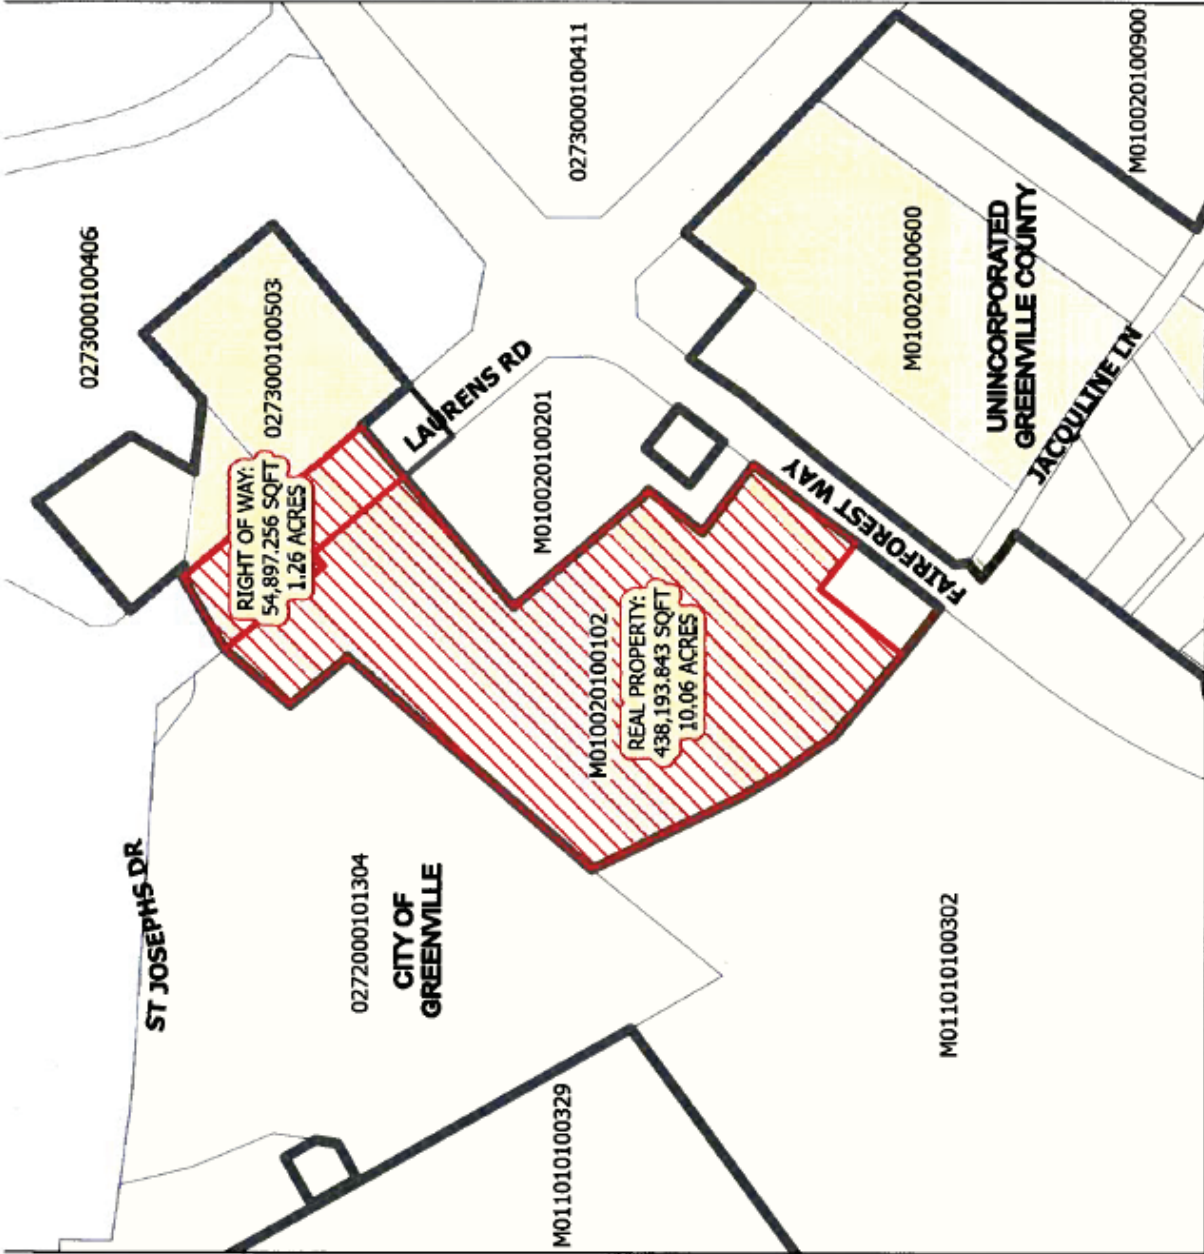 0273000100406
0273000100411
M010020100900
0273000100503
RIGHT OF WAY:
54,897.256 SQFT
1.26 ACRES
LAURENS RD
M010020100201
M010020100600
UNINCORPORATED
GREENVILLE COUNTY
JACQULINE LN
FAIRFOREST WAY
M010020100102
REAL PROPERTY:
438,193.843 SQFT
10.06 ACRES
ST JOSEPHS DR
0272000101304
CITY OF
GREENVILLE
M011010100302
M011010100329